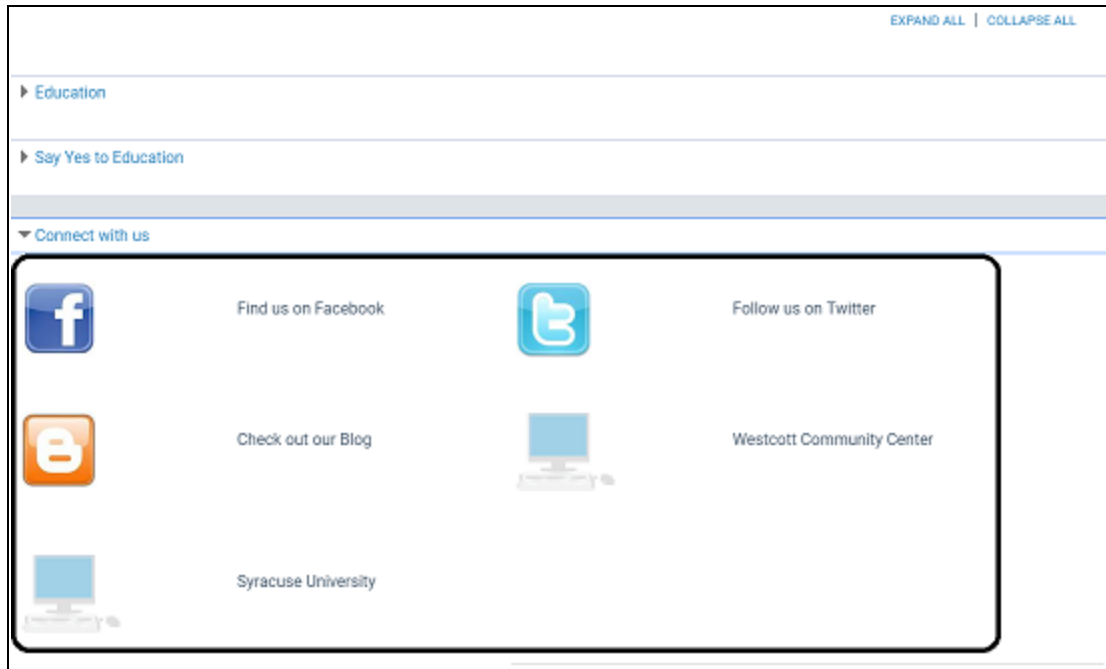 EXPAND ALL | COLLAPSE ALL
Education
Say Yes to Education
Connect with us
Find us on Facebook
Follow us on Twitter
Check out our Blog
Westcott Community Center
Syracuse University